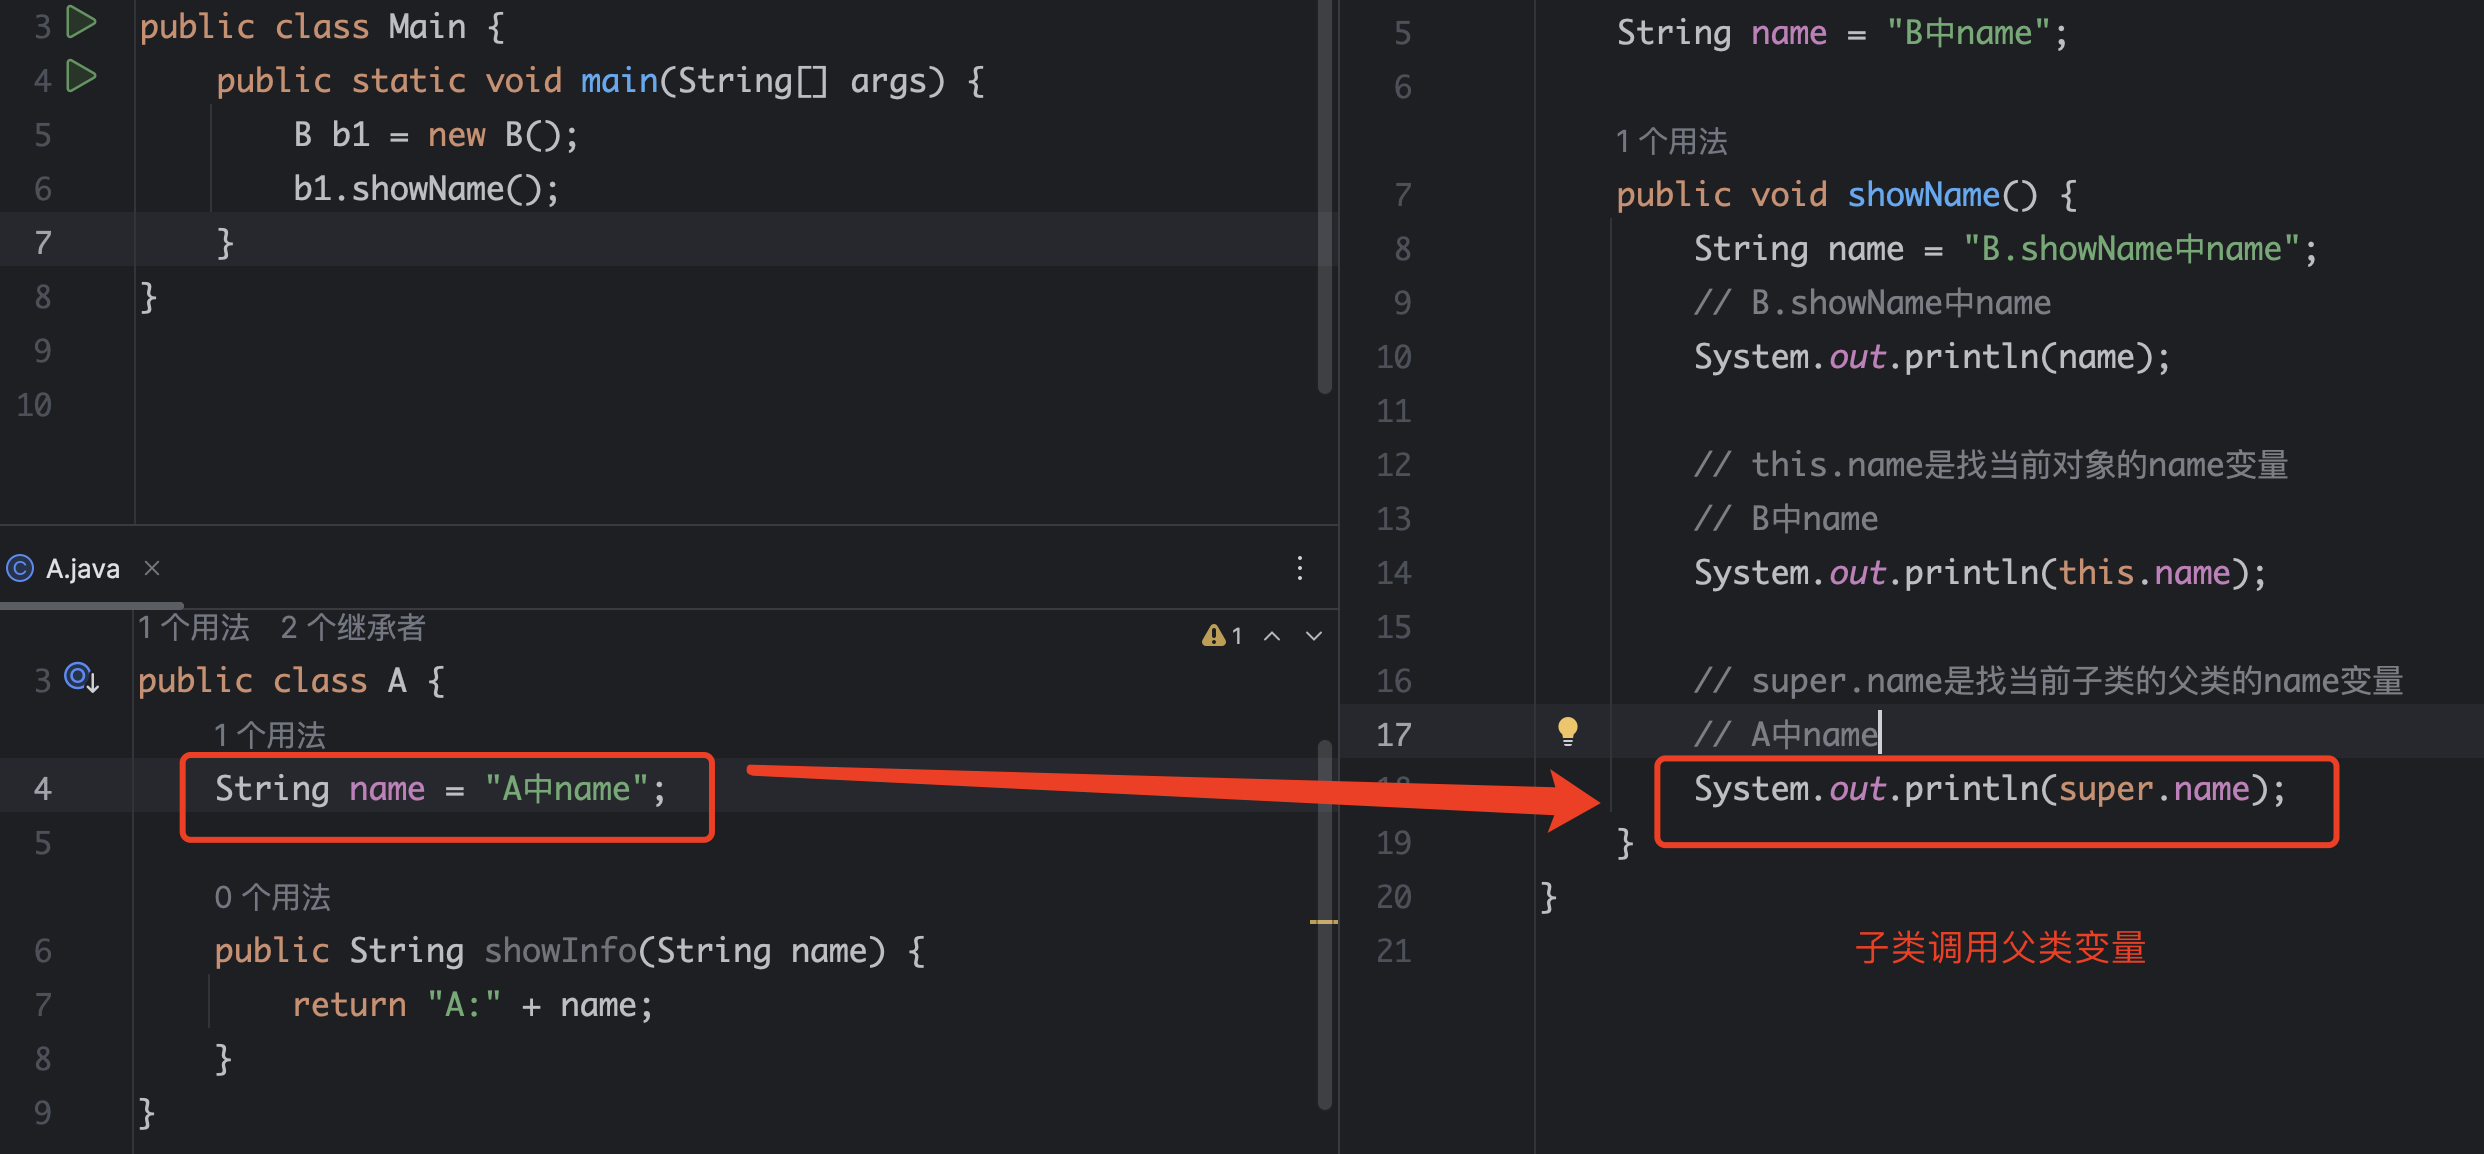 3 public class Main {
4 public static void main(String[] args) {
5 B b1 = new B();
6 b1.showName();
7 }
8 }
9
10
A.java
1 个用法 2 个继承者
1
3 public class A {
1 个用法
4 String name = "A中name";
5
0 个用法
6 public String showInfo(String name) {
7 return "A:" + name;
8 }
9 }
5 String name = "B中name";
6
1 个用法
7 public void showName() {
8 String name = "B.showName中name";
9 // B.showName中name
10 System.out.println(name);
11
12 // this.name是找当前对象的name变量
13 // B中name
14 System.out.println(this.name);
15
16 // super.name是找当前子类的父类的name变量
17 // A中name
System.out.println(super.name);
19 }
20 }
21
子类调用父类变量